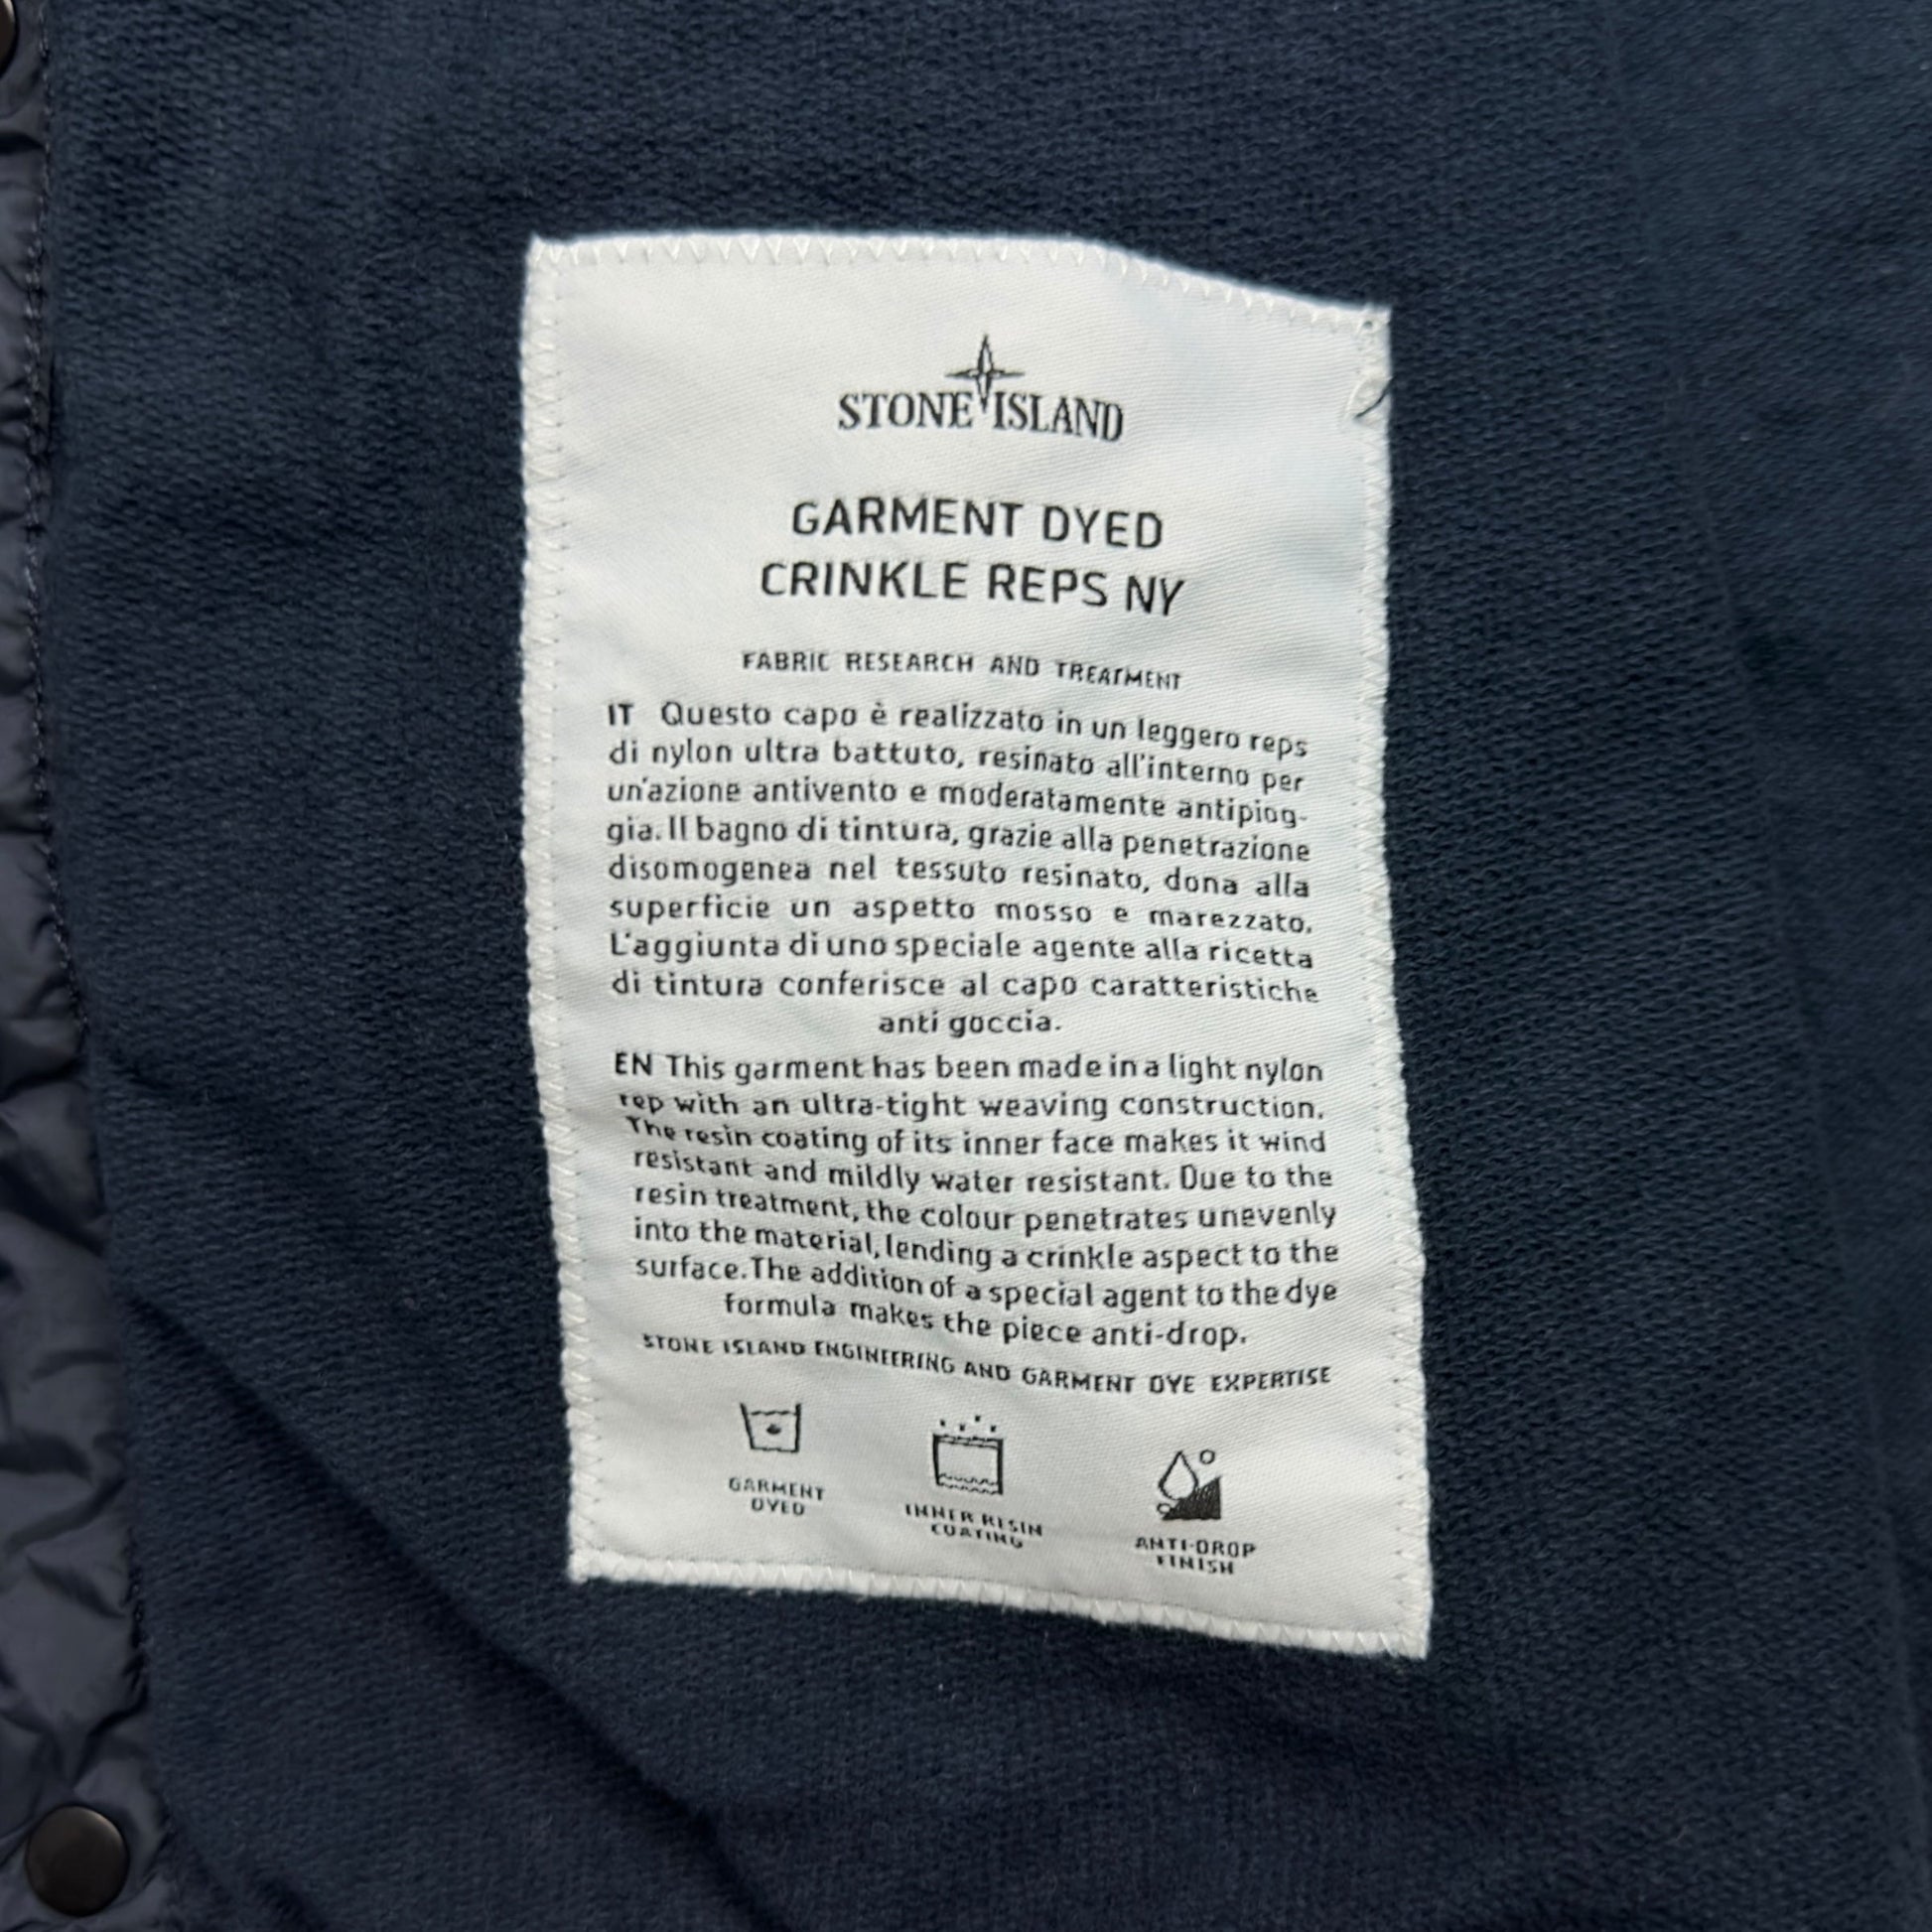 STONE ISLAND
GARMENT DYED
CRINKLE REPS NY
FABRIC RESEARCH AND TREATMENT
IT Questo capo è realizzato in un leggero reps
di nylon ultra battuto, resinato all'interno per
un'azione antivento e moderatamente antipiog-
gia. Il bagno di tintura, grazie alla penetrazione
disomogenea nel tessuto resinato, dona alla
superficie un aspetto mosso e marezzato.
L'aggiunta di uno speciale agente alla ricetta
di tintura conferisce al capo caratteristiche
anti goccia.
EN This garment has been made in a light nylon
rep with an ultra-tight weaving construction.
The resin coating of its inner face makes it wind
resistant and mildly water resistant. Due to the
resin treatment, the colour penetrates unevenly
into the material, lending a crinkle aspect to the
surface. The addition of a special agent to the dye
formula makes the piece anti-drop.
STONE ISLAND ENGINEERING AND GARMENT DYE EXPERTISE
GARMENT
DYED
INNER RESIN
COATING
ANTI-DROP
FINISH